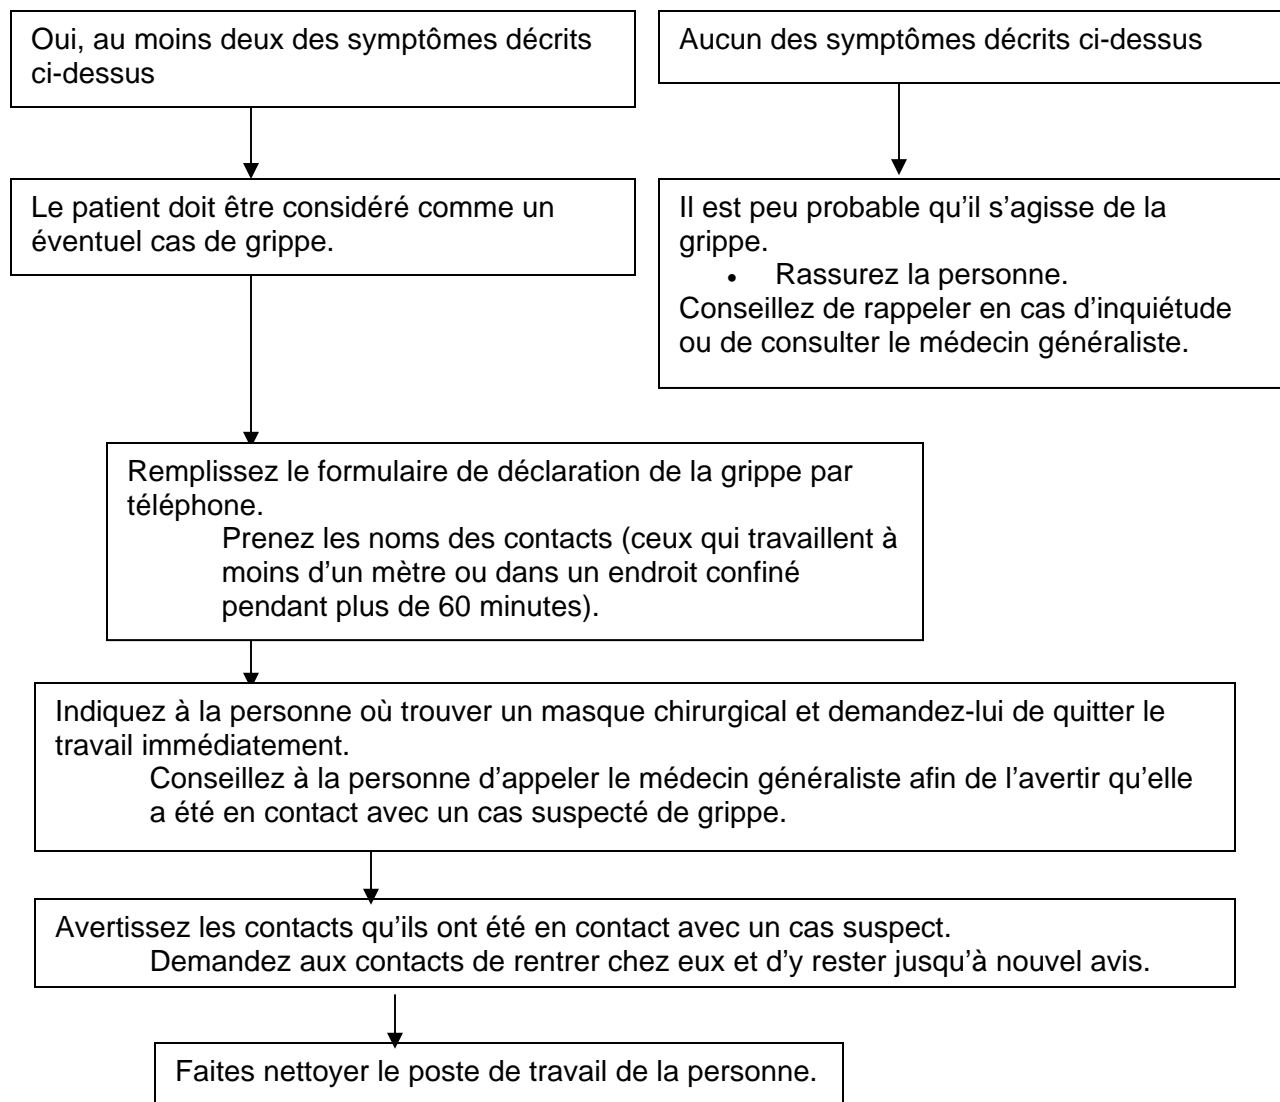 Oui, au moins deux des symptômes décrits
ci-dessus
Aucun des symptômes décrits ci-dessus
Le patient doit être considéré comme un
éventuel cas de grippe.
Il est peu probable qu’il s’agisse de la
grippe.
• Rassurez la personne.
Conseillez de rappeler en cas d’inquiétude
ou de consulter le médecin généraliste.
Remplissez le formulaire de déclaration de la grippe par
téléphone.
Prenez les noms des contacts (ceux qui travaillent à
moins d’un mètre ou dans un endroit confiné
pendant plus de 60 minutes).
Indiquez à la personne où trouver un masque chirurgical et demandez-lui de quitter le
travail immédiatement.
Conseillez à la personne d’appeler le médecin généraliste afin de l’avertir qu’elle
a été en contact avec un cas suspecté de grippe.
Avertissez les contacts qu’ils ont été en contact avec un cas suspect.
Demandez aux contacts de rentrer chez eux et d’y rester jusqu’à nouvel avis.
Faites nettoyer le poste de travail de la personne.